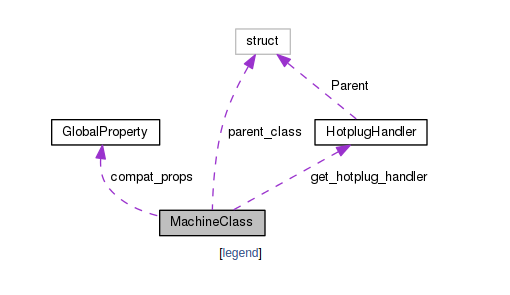 struct
Parent
GlobalProperty
parent_class
HotplugHandler
compat_props
get_hotplug_handler
MachineClass
[legend]